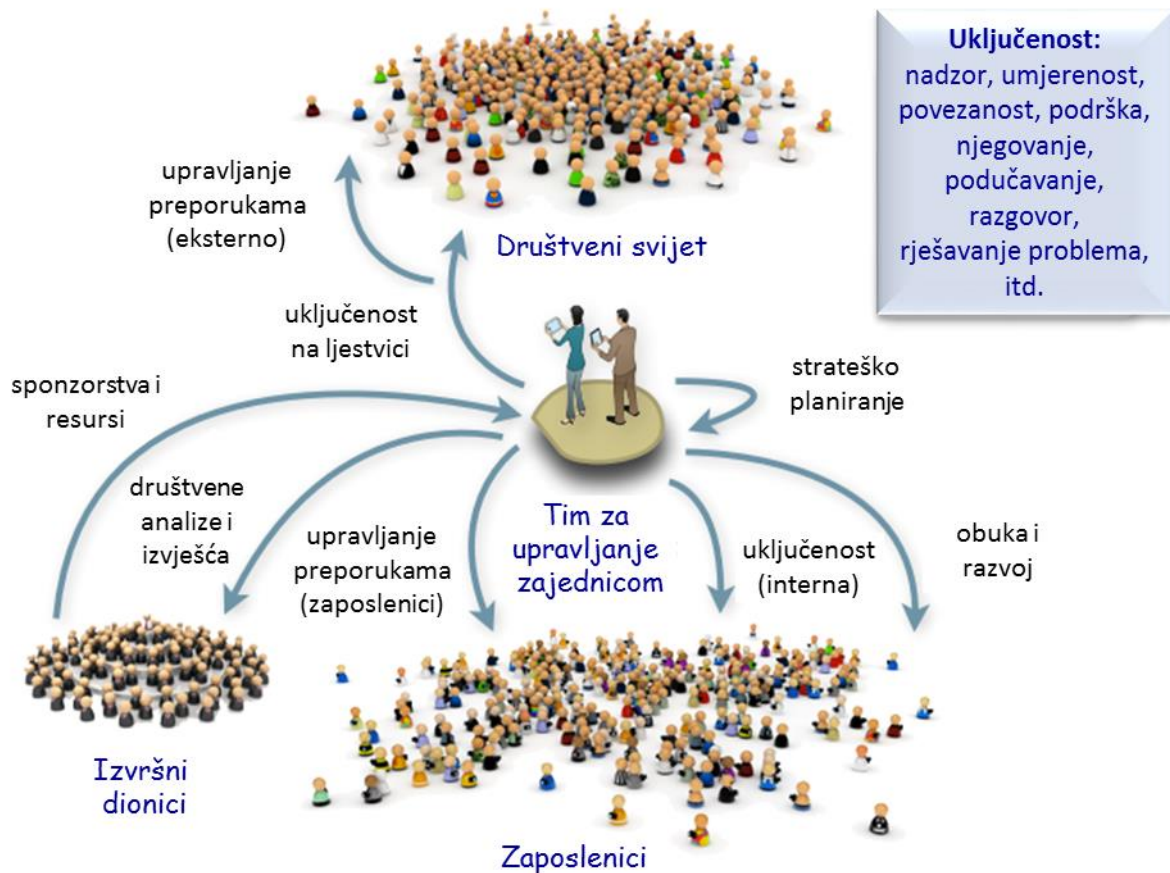 Uključenost:
nadzor, umjerenost,
povezanost, podrška,
njegovanje,
podučavanje,
razgovor,
rješavanje problema,
itd.
upravljanje
preporukama
(eksterno)
Društveni svijet
uključenost
na ljestvici
sponzorstva i
resursi
strateško
planiranje
društvene
analize i
izvješća
upravljanje
preporukama
(zaposlenici)
Tim za
upravljanje
zajednicom
uključenost
(interna)
obuka i
razvoj
Izvršni
dionici
Zaposlenici